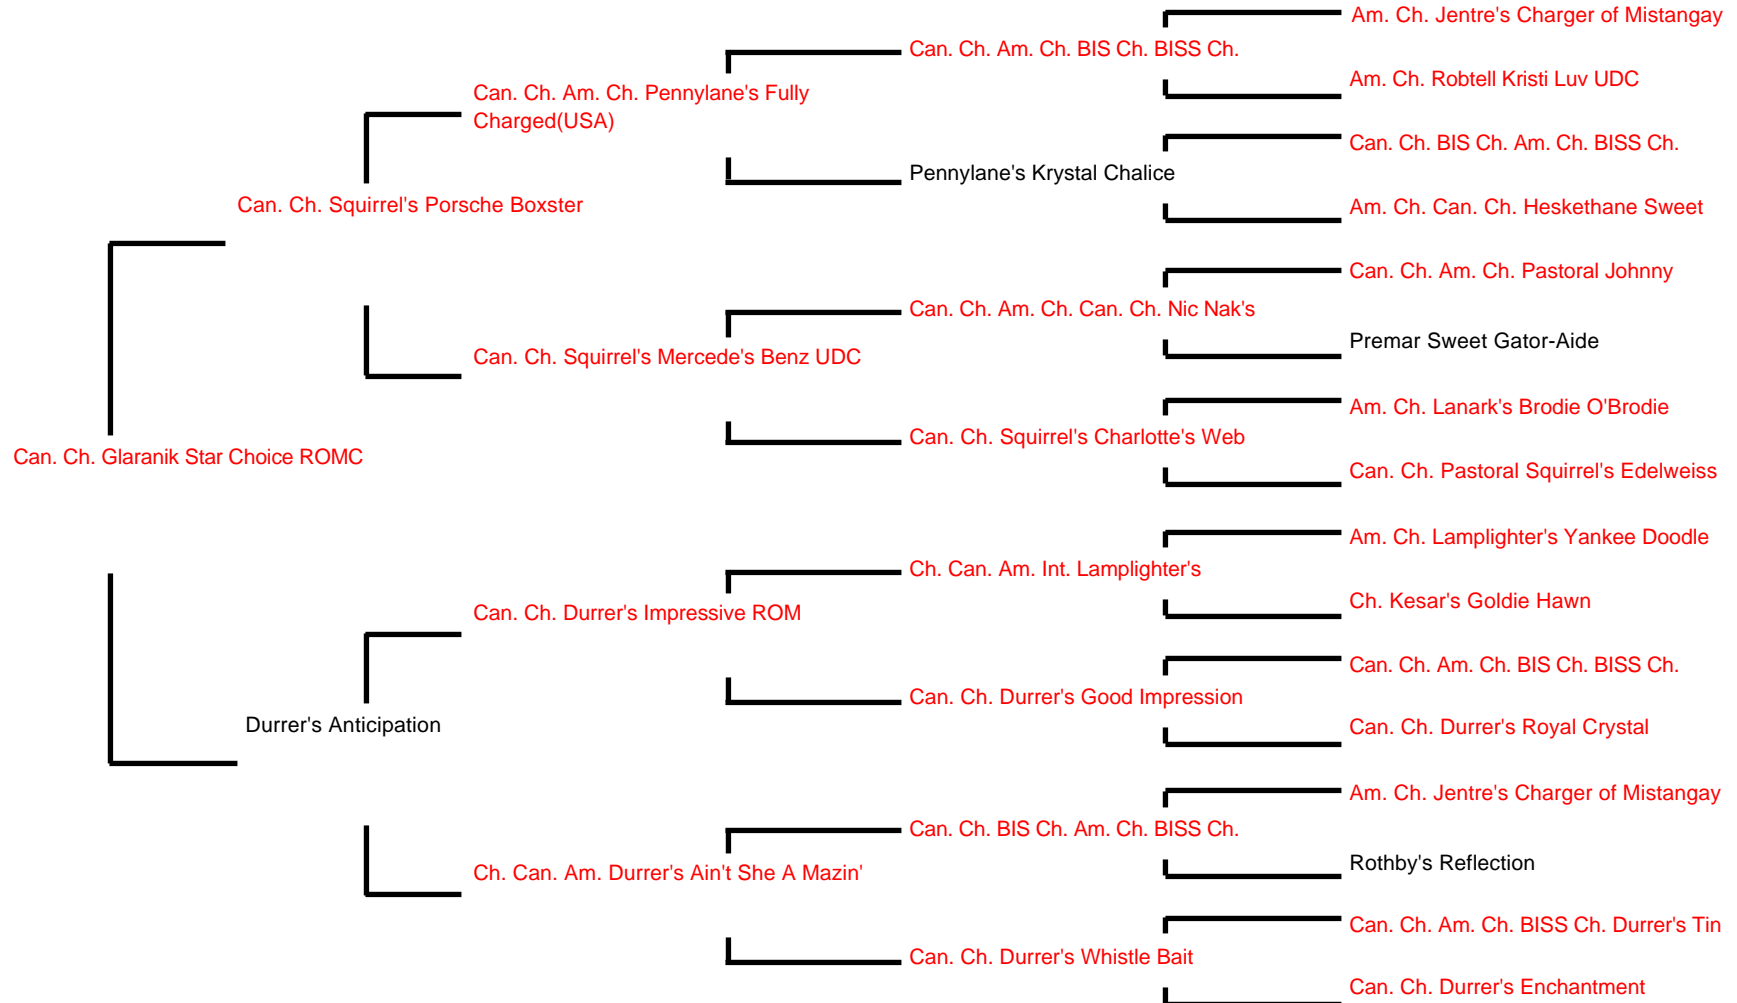 Am. Ch. Jentre's Charger of Mistangay
Can. Ch. Am. Ch. BIS Ch. BISS Ch.
Am. Ch. Robtell Kristi Luv UDC
Can. Ch. Am. Ch. Pennylane's Fully
Charged(USA)
Can. Ch. BIS Ch. Am. Ch. BISS Ch.
Pennylane's Krystal Chalice
Am. Ch. Can. Ch. Heskethane Sweet
Can. Ch. Squirrel's Porsche Boxster
Can. Ch. Am. Ch. Pastoral Johnny
Can. Ch. Am. Ch. Can. Ch. Nic Nak's
Premar Sweet Gator-Aide
Can. Ch. Squirrel's Mercede's Benz UDC
Am. Ch. Lanark's Brodie O'Brodie
Can. Ch. Squirrel's Charlotte's Web
Can. Ch. Pastoral Squirrel's Edelweiss
Can. Ch. Glaranik Star Choice ROMC
Am. Ch. Lamplighter's Yankee Doodle
Ch. Can. Am. Int. Lamplighter's
Ch. Kesar's Goldie Hawn
Can. Ch. Durrer's Impressive ROM
Can. Ch. Am. Ch. BIS Ch. BISS Ch.
Can. Ch. Durrer's Good Impression
Can. Ch. Durrer's Royal Crystal
Durrer's Anticipation
Am. Ch. Jentre's Charger of Mistangay
Can. Ch. BIS Ch. Am. Ch. BISS Ch.
Rothby's Reflection
Ch. Can. Am. Durrer's Ain't She A Mazin'
Can. Ch. Am. Ch. BISS Ch. Durrer's Tin
Can. Ch. Durrer's Whistle Bait
Can. Ch. Durrer's Enchantment